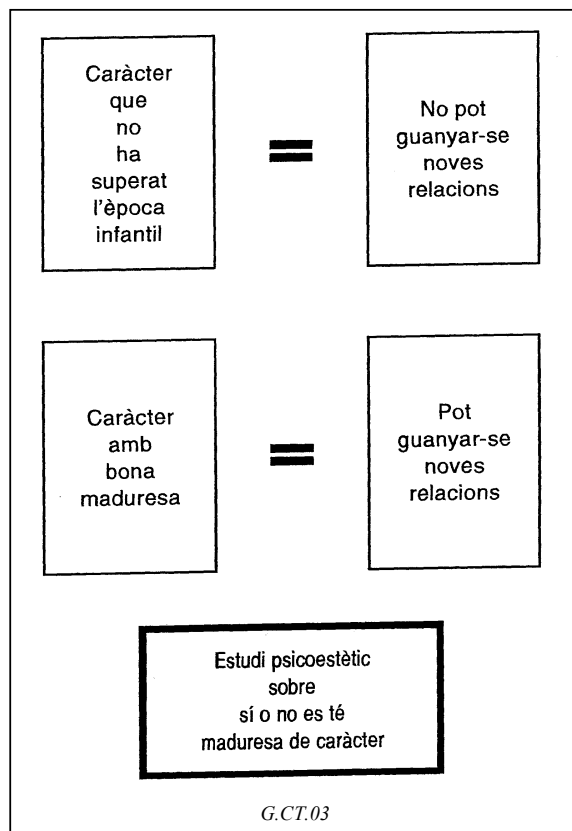 Caràcter
que
no
ha
superat
l'època
infantil
=
No pot
guanyar-se
noves
relacions
Caràcter
amb
bona
maduresa
=
Pot
guanyar-se
noves
relacions
Estudi psicoestètic
sobre
sí o no es té
maduresa de caràcter
G.CT.03